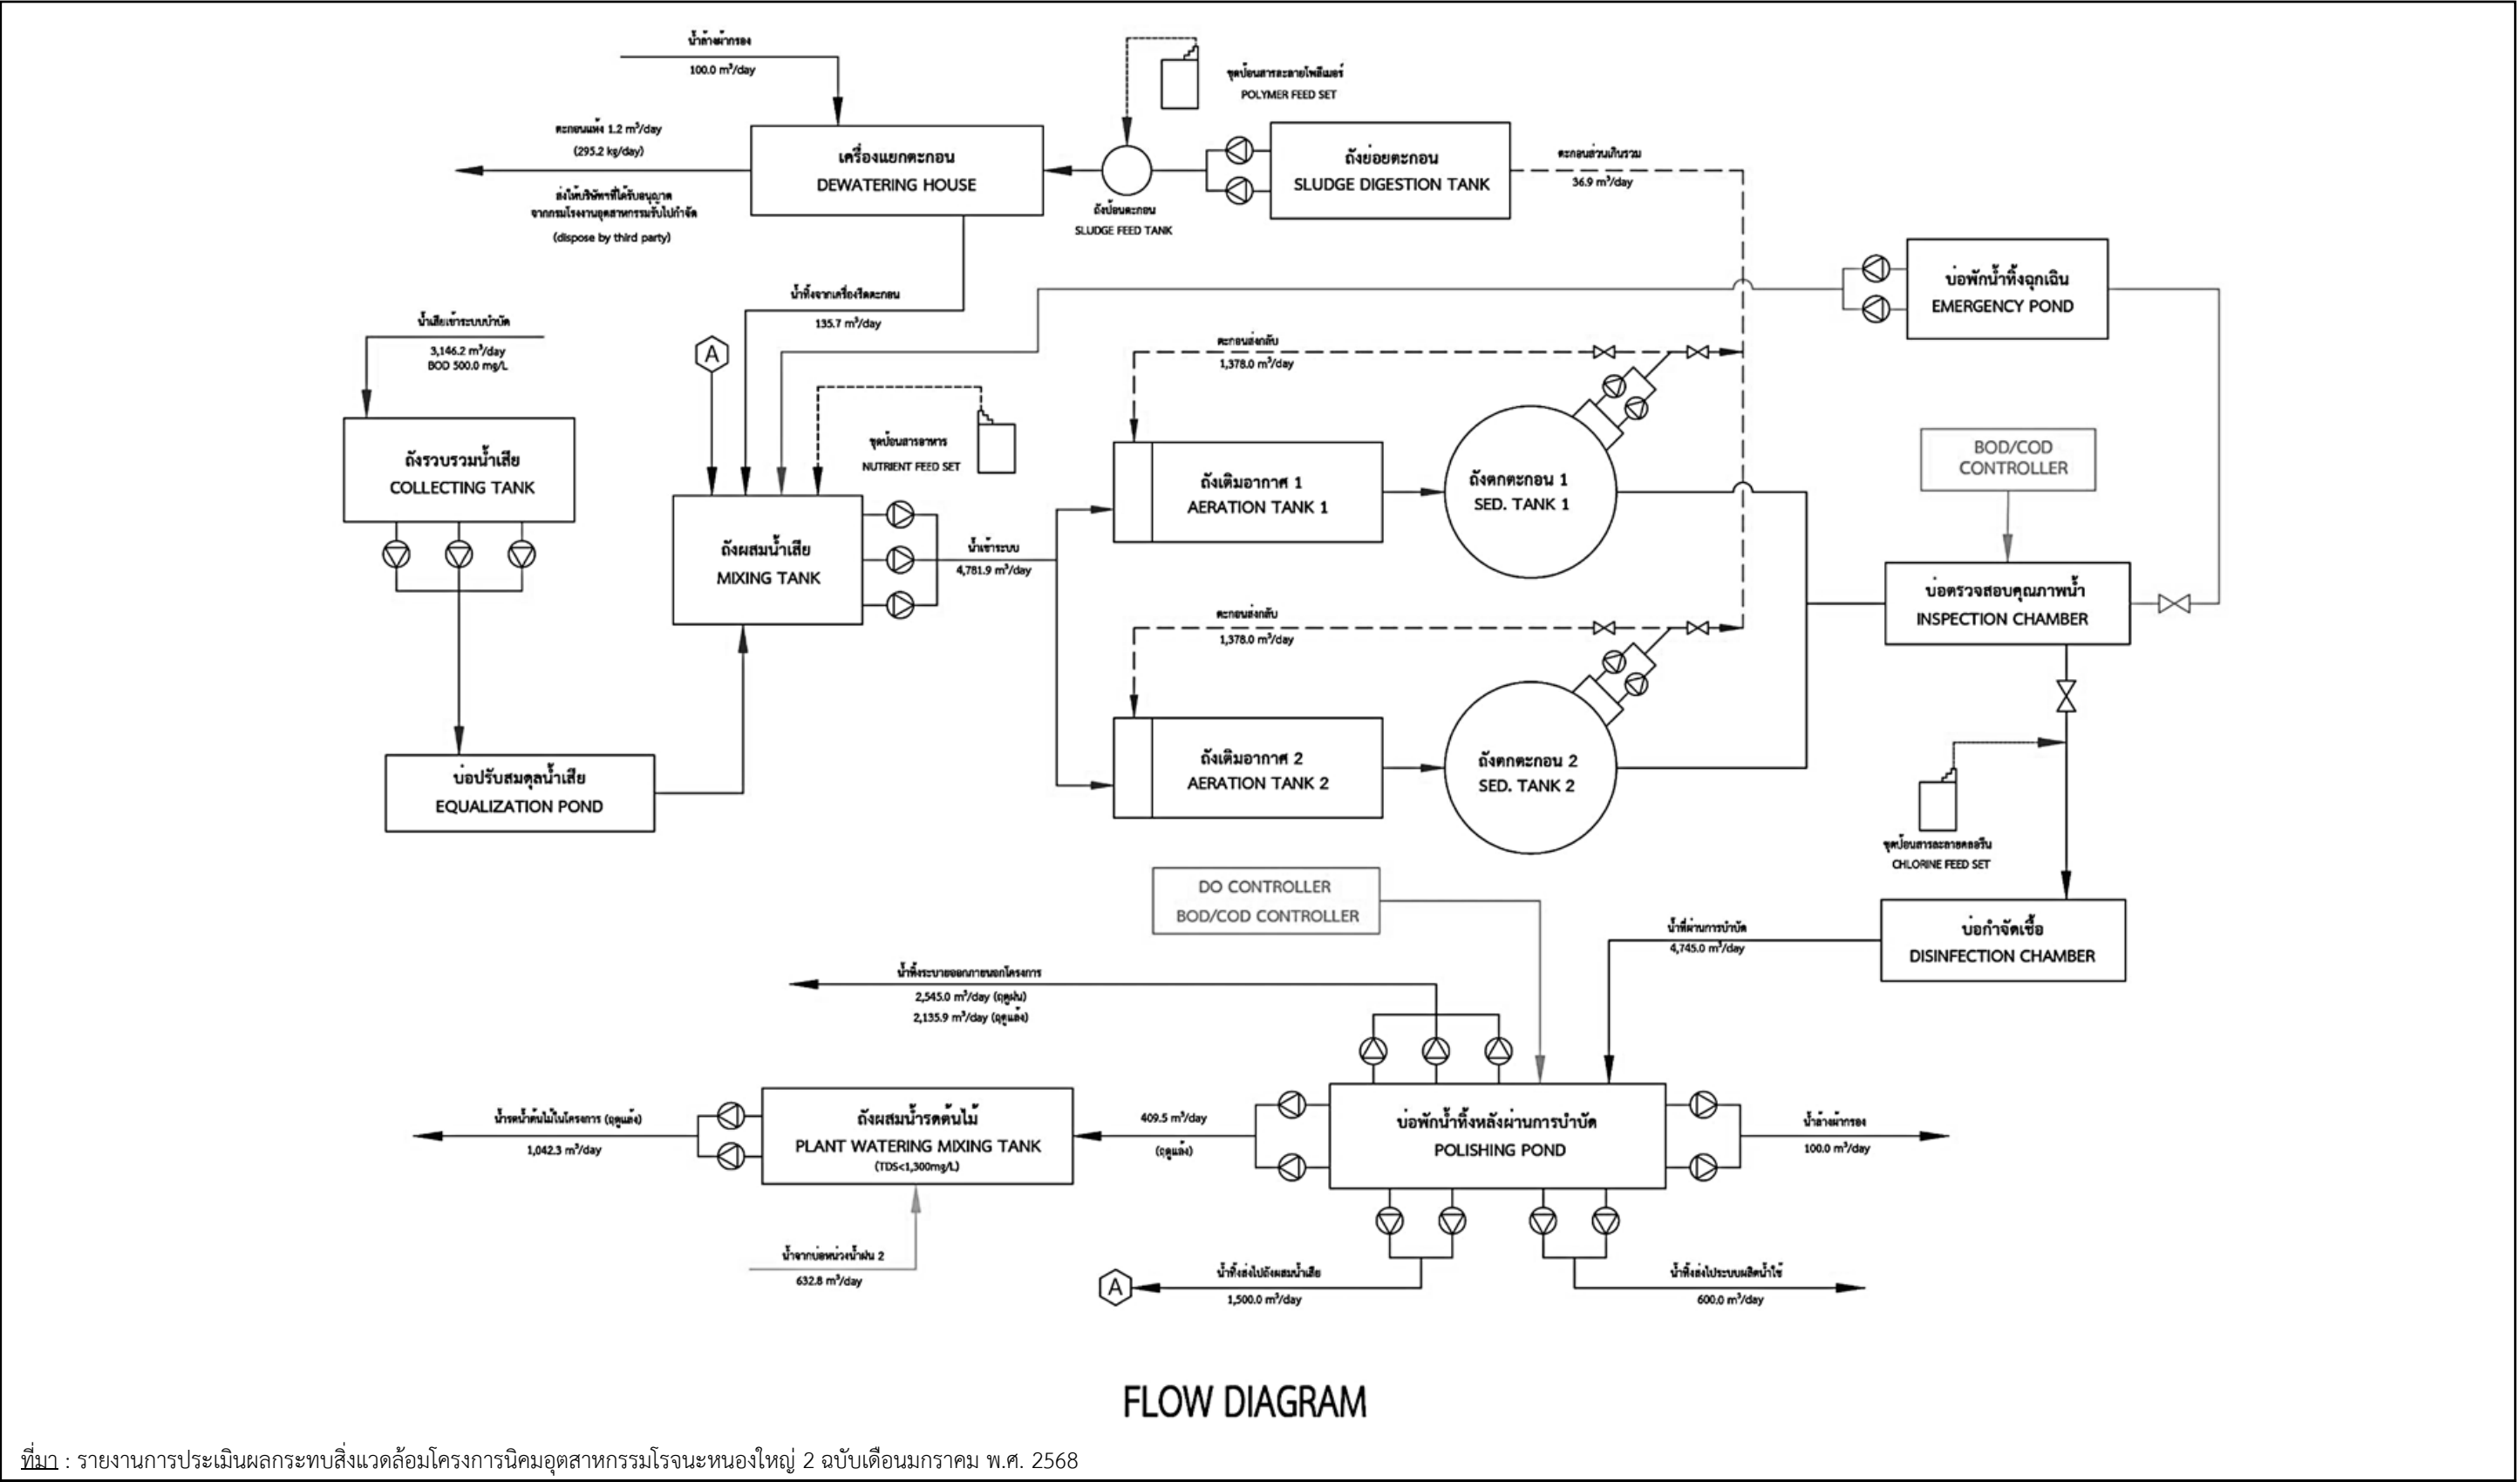 น้ำล้างผ้ากรอง
100.0 m³/day
ชุดป้อนสารละลายโพลีเมอร์
POLYMER FEED SET
ตะกอนแห้ง 1.2 m³/day
(295.2 kg/day)
ส่งให้บริษัทฯที่ได้รับอนุญาต
จากกรมโรงงานอุตสาหกรรมรับไปกำจัด
(dispose by third party)
เครื่องแยกตะกอน
DEWATERING HOUSE
ถังป้อนตะกอน
SLUDGE FEED TANK
ถังย่อยตะกอน
SLUDGE DIGESTION TANK
ตะกอนส่วนเกินรวม
36.9 m³/day
บ่อพักน้ำทิ้งฉุกเฉิน
EMERGENCY POND
น้ำทิ้งจากเครื่องรีดตะกอน
135.7 m³/day
น้ำเสียเข้าระบบบำบัด
3,146.2 m³/day
BOD 500.0 mg/L
A
ตะกอนส่งกลับ
1,378.0 m³/day
ถังรวบรวมน้ำเสีย
COLLECTING TANK
ชุดป้อนสารอาหาร
NUTRIENT FEED SET
BOD/COD
CONTROLLER
ถังเติมอากาศ 1
AERATION TANK 1
ถังตกตะกอน 1
SED. TANK 1
ถังผสมน้ำเสีย
MIXING TANK
น้ำเข้าระบบ
4,781.9 m³/day
บ่อตรวจสอบคุณภาพน้ำ
INSPECTION CHAMBER
ตะกอนส่งกลับ
1,378.0 m³/day
บ่อปรับสมดุลน้ำเสีย
EQUALIZATION POND
ถังเติมอากาศ 2
AERATION TANK 2
ถังตกตะกอน 2
SED. TANK 2
ชุดป้อนสารละลายคลอรีน
CHLORINE FEED SET
DO CONTROLLER
BOD/COD CONTROLLER
น้ำที่ผ่านการบำบัด
4,745.0 m³/day
บ่อกำจัดเชื้อ
DISINFECTION CHAMBER
น้ำทิ้งระบายออกภายนอกโครงการ
2,545.0 m³/day (ฤดูฝน)
2,135.9 m³/day (ฤดูแล้ง)
น้ำรดน้ำต้นไม้ในโครงการ (ฤดูแล้ง)
1,042.3 m³/day
ถังผสมน้ำรดต้นไม้
PLANT WATERING MIXING TANK
(TDS<1,300mg/L)
409.5 m³/day
(ฤดูแล้ง)
บ่อพักน้ำทิ้งหลังผ่านการบำบัด
POLISHING POND
น้ำล้างผ้ากรอง
100.0 m³/day
น้ำจากบ่อหน่วงน้ำฝน 2
632.8 m³/day
A
น้ำทิ้งส่งไปถังผสมน้ำเสีย
1,500.0 m³/day
น้ำทิ้งส่งไประบบผลิตน้ำใช้
600.0 m³/day
FLOW DIAGRAM
ที่มา : รายงานการประเมินผลกระทบสิ่งแวดล้อมโครงการนิคมอุตสาหกรรมโรจนะหนองใหญ่ 2 ฉบับเดือนมกราคม พ.ศ. 2568